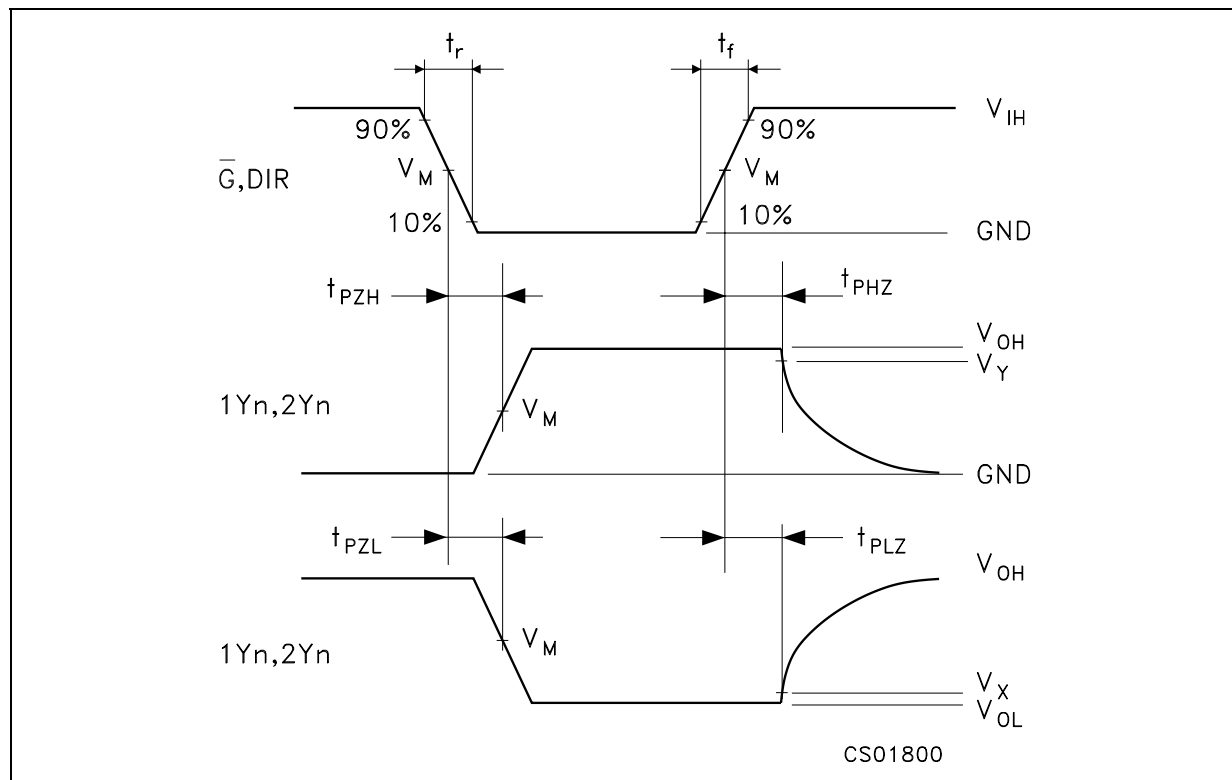 tr tf
VIH
90% 90%
G̅,DIR VM VM
10% 10%
GND
tPZH tPHZ
VOH
VY
1Yn,2Yn VM
GND
tPZL tPLZ
VOH
1Yn,2Yn VM
VX
VOL
CS01800